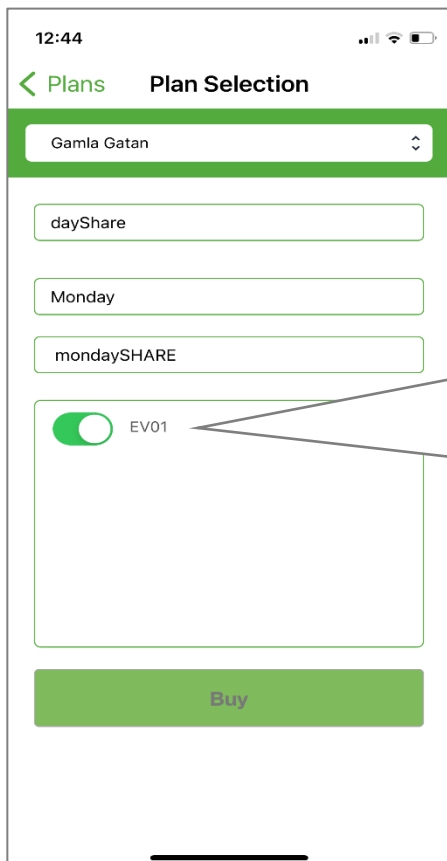 12:44
Plans Plan Selection
Gamla Gatan
dayShare
Monday
mondaySHARE
EV01
Buy